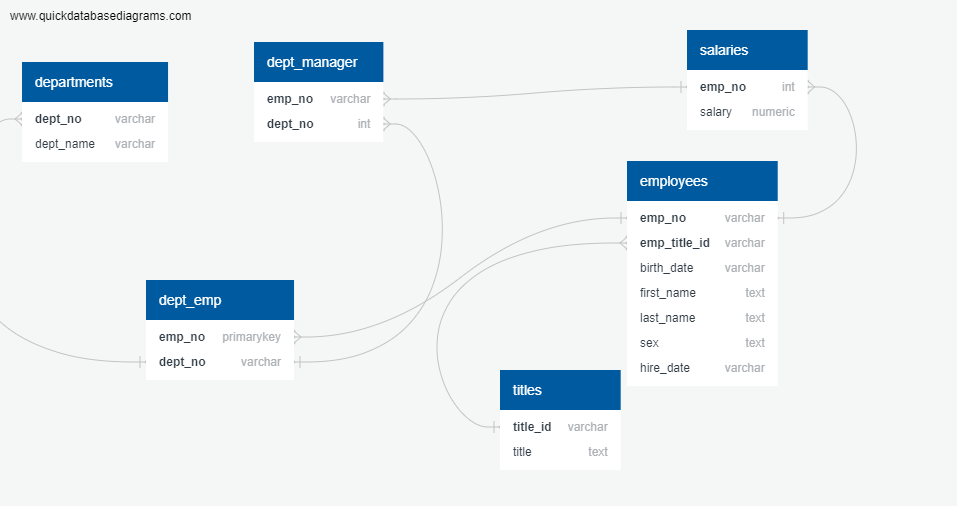 www.quickdatabasediagrams.com
departments
dept_no varchar
dept_name varchar
dept_manager
emp_no varchar
dept_no int
salaries
emp_no int
salary numeric
employees
emp_no varchar
emp_title_id varchar
birth_date varchar
first_name text
last_name text
sex text
hire_date varchar
dept_emp
emp_no primarykey
dept_no varchar
titles
title_id varchar
title text